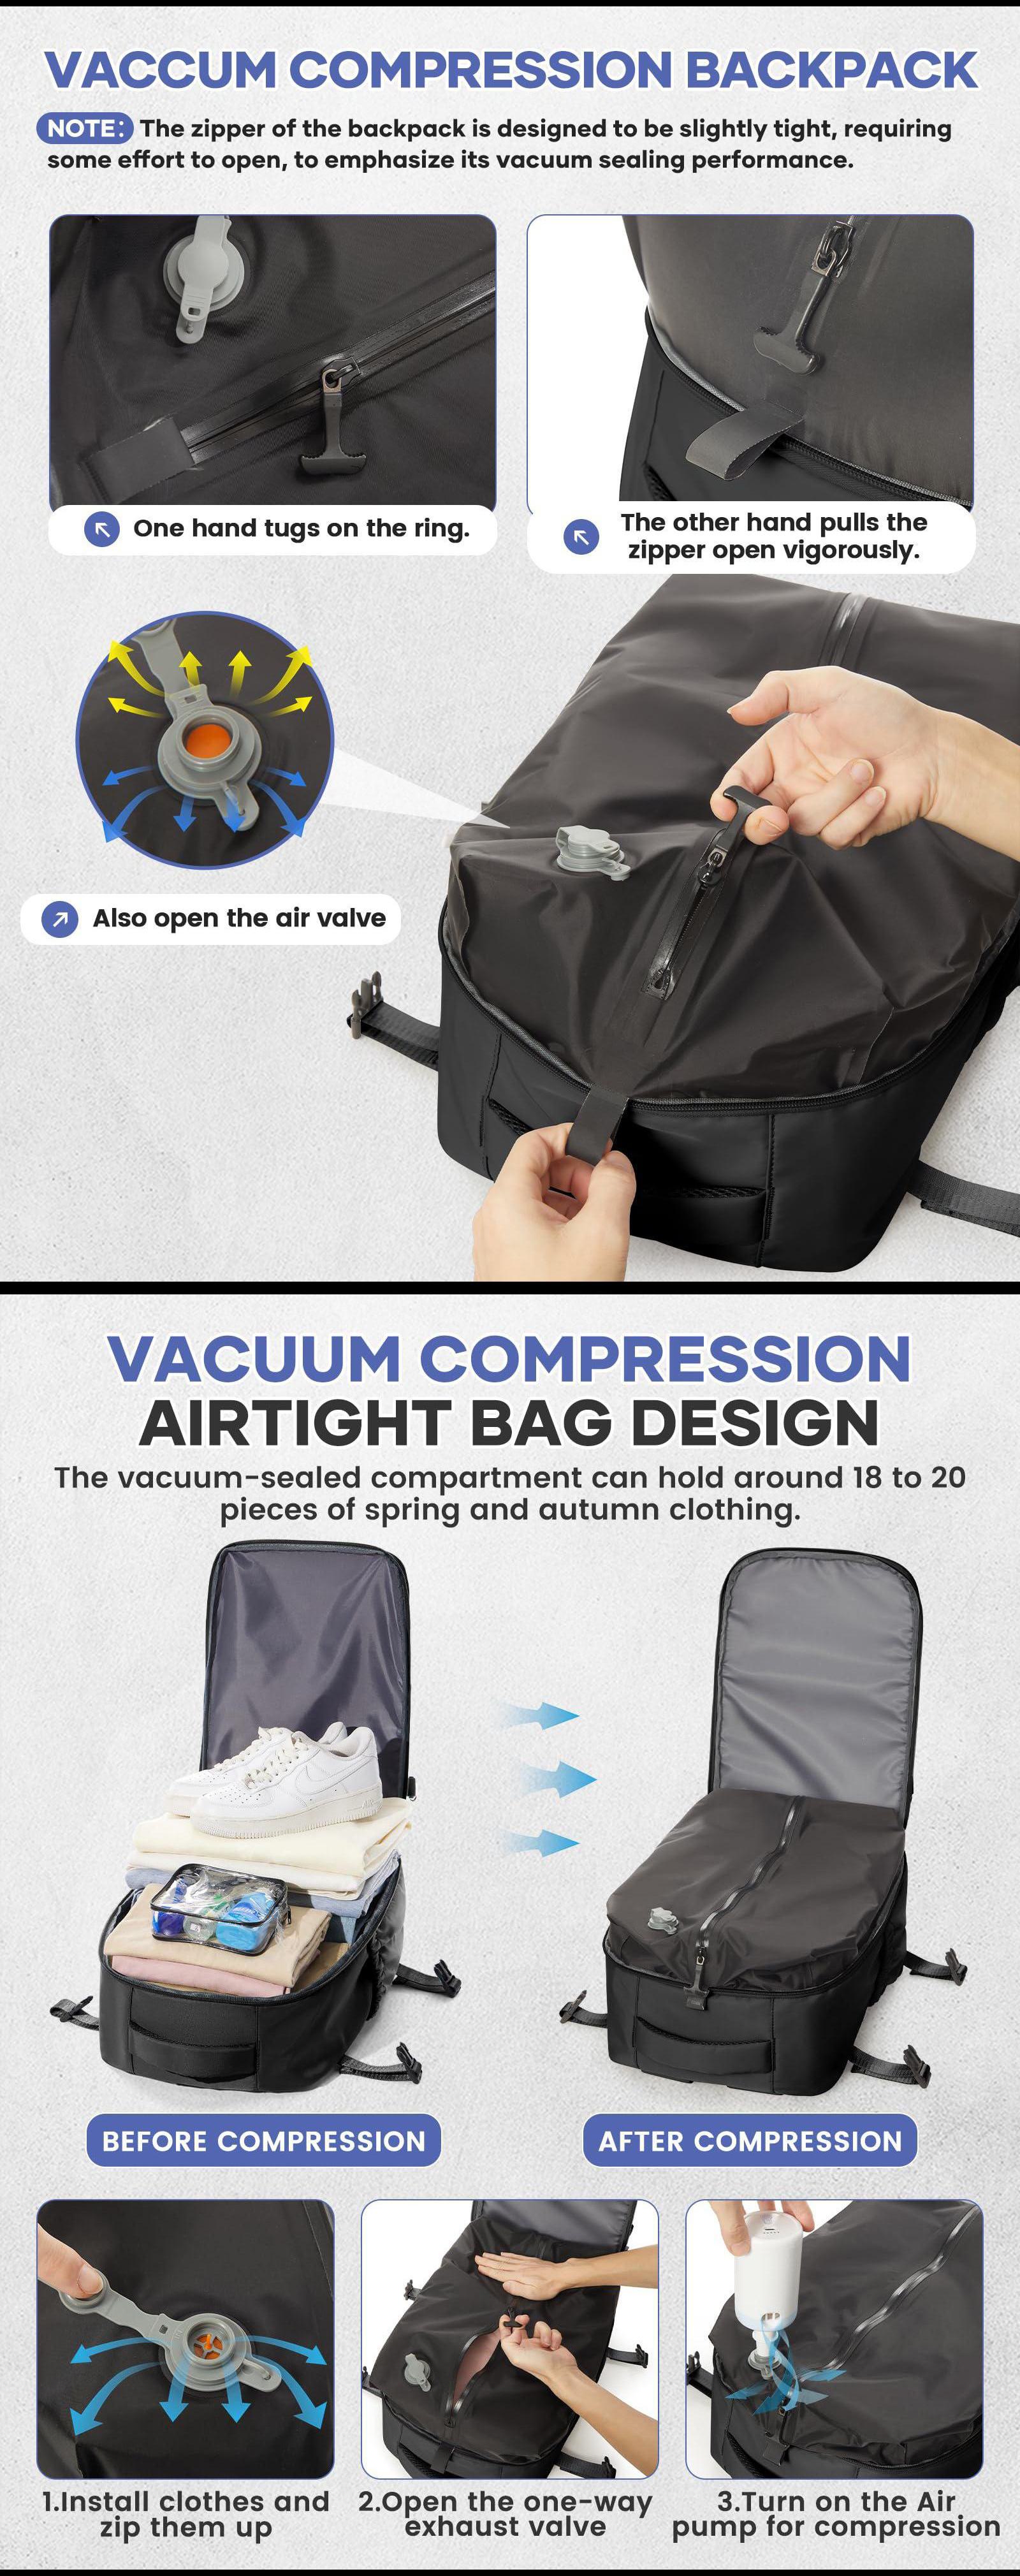 VACCUM COMPRESSION BACKPACK
NOTE: The zipper of the backpack is designed to be slightly tight, requiring
some effort to open, to emphasize its vacuum sealing performance.
One hand tugs on the ring.
The other hand pulls the
zipper open vigorously.
Also open the air valve
VACUUM COMPRESSION
AIRTIGHT BAG DESIGN
The vacuum-sealed compartment can hold around 18 to 20
pieces of spring and autumn clothing.
BEFORE COMPRESSION
AFTER COMPRESSION
1.Install clothes and
zip them up
2.Open the one-way
exhaust valve
3.Turn on the Air
pump for compression